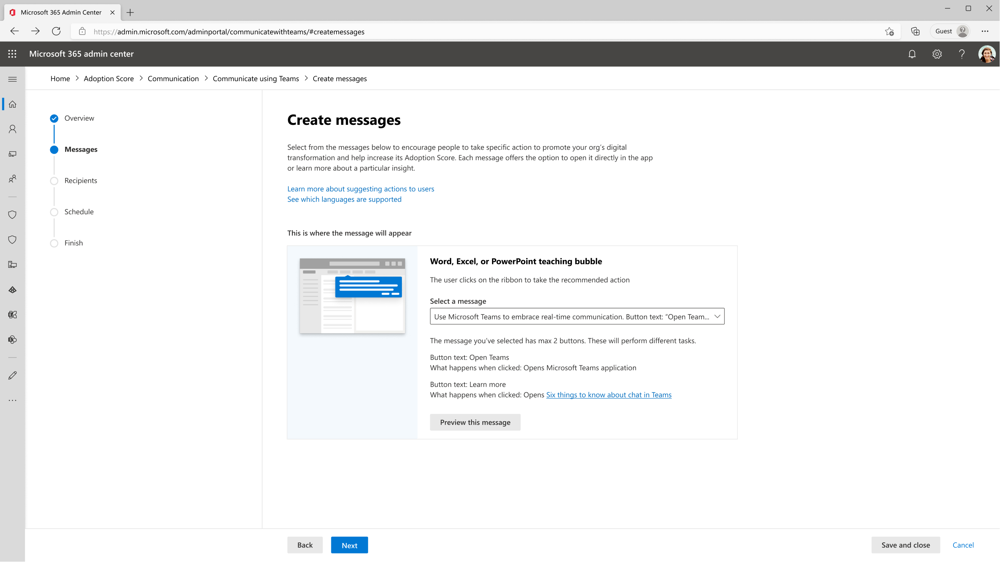 Microsoft 365 Admin Center
https://admin.microsoft.com/adminportal/communicatewithteams/#createmessages
Guest
Microsoft 365 admin center
Home > Adoption Score > Communication > Communicate using Teams > Create messages
Overview
Messages
Recipients
Schedule
Finish
Create messages
Select from the messages below to encourage people to take specific action to promote your org’s digital
transformation and help increase its Adoption Score. Each message offers the option to open it directly in the app
or learn more about a particular insight.
Learn more about suggesting actions to users
See which languages are supported
This is where the message will appear
Word, Excel, or PowerPoint teaching bubble
The user clicks on the ribbon to take the recommended action
Select a message
Use Microsoft Teams to embrace real-time communication. Button text: “Open Team...
The message you’ve selected has max 2 buttons. These will perform different tasks.
Button text: Open Teams
What happens when clicked: Opens Microsoft Teams application
Button text: Learn more
What happens when clicked: Opens Six things to know about chat in Teams
Preview this message
Back
Next
Save and close
Cancel